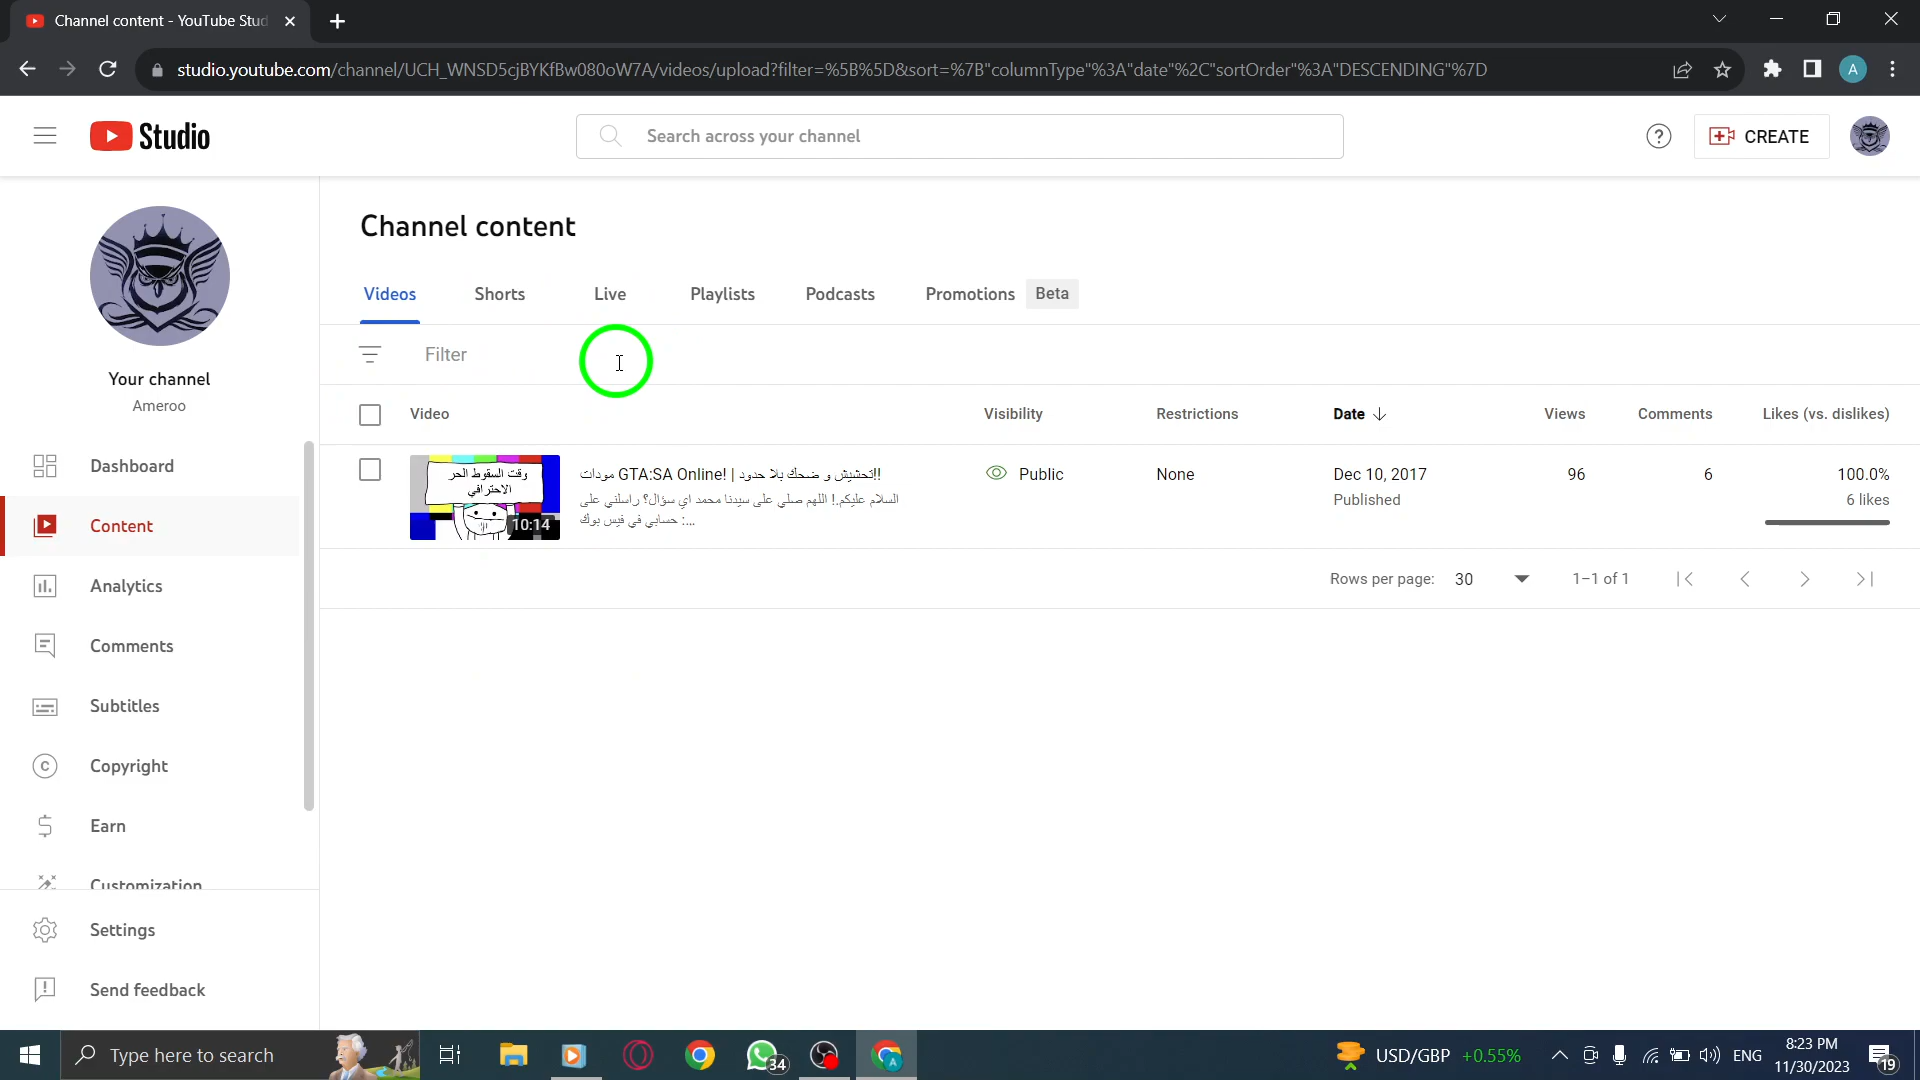 Channel content - YouTube Stud
studio.youtube.com/channel/UCH_WNSD5cjBYKfBw080oW7A/videos/upload?filter=%5B%5D&sort=%7B"columnType"%3A"date"%2C"sortOrder"%3A"DESCENDING"%7D
A
Studio
Search across your channel
CREATE
Channel content
Videos
Shorts
Live
Playlists
Podcasts
Promotions
Beta
Your channel
Ameroo
Filter
Video
Visibility
Restrictions
Date
Views
Comments
Likes (vs. dislikes)
وقت السقوط الحر
الاحترافي
10:14
مودات GTA:SA Online! | تحشيش و ضحك بلا حدود!!
السلام عليكم.! اللهم صلي على سيدنا محمد اي سؤال؟ راسلني على
حسابي في فيس بوك :...
Public
None
Dec 10, 2017
Published
96
6
100.0%
6 likes
Rows per page:
30
1–1 of 1
Dashboard
Content
Analytics
Comments
Subtitles
Copyright
Earn
Customization
Settings
Send feedback
Type here to search
34
A
USD/GBP +0.55%
ENG
8:23 PM
11/30/2023
19